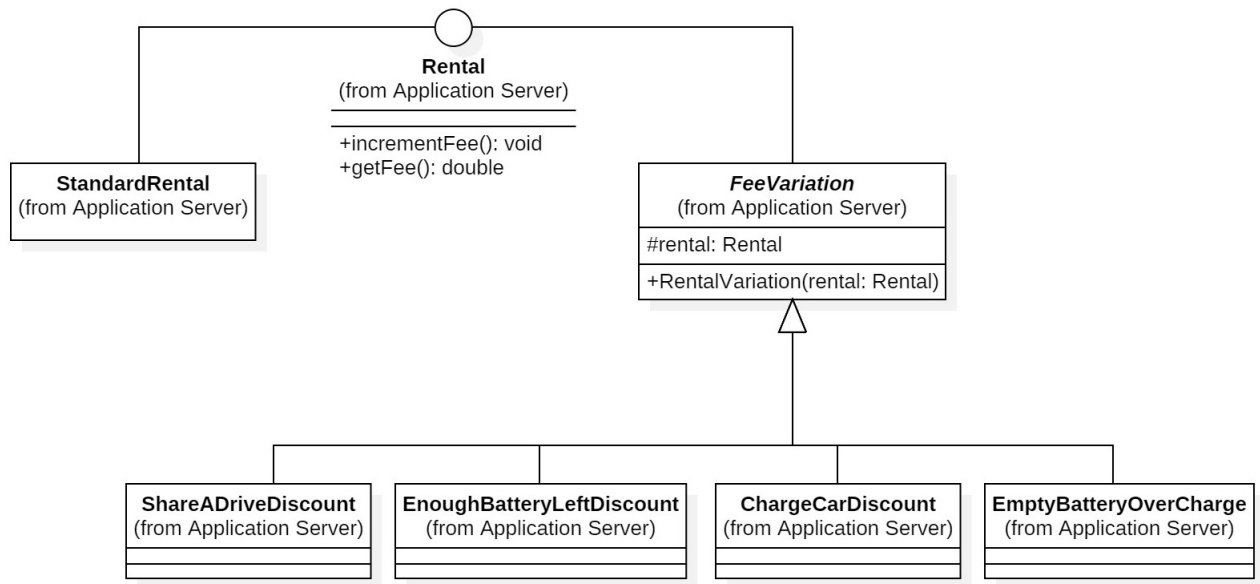 Rental
(from Application Server)
+incrementFee(): void
+getFee(): double
StandardRental
(from Application Server)
FeeVariation
(from Application Server)
#rental: Rental
+RentalVariation(rental: Rental)
ShareADriveDiscount
(from Application Server)
EnoughBatteryLeftDiscount
(from Application Server)
ChargeCarDiscount
(from Application Server)
EmptyBatteryOverCharge
(from Application Server)